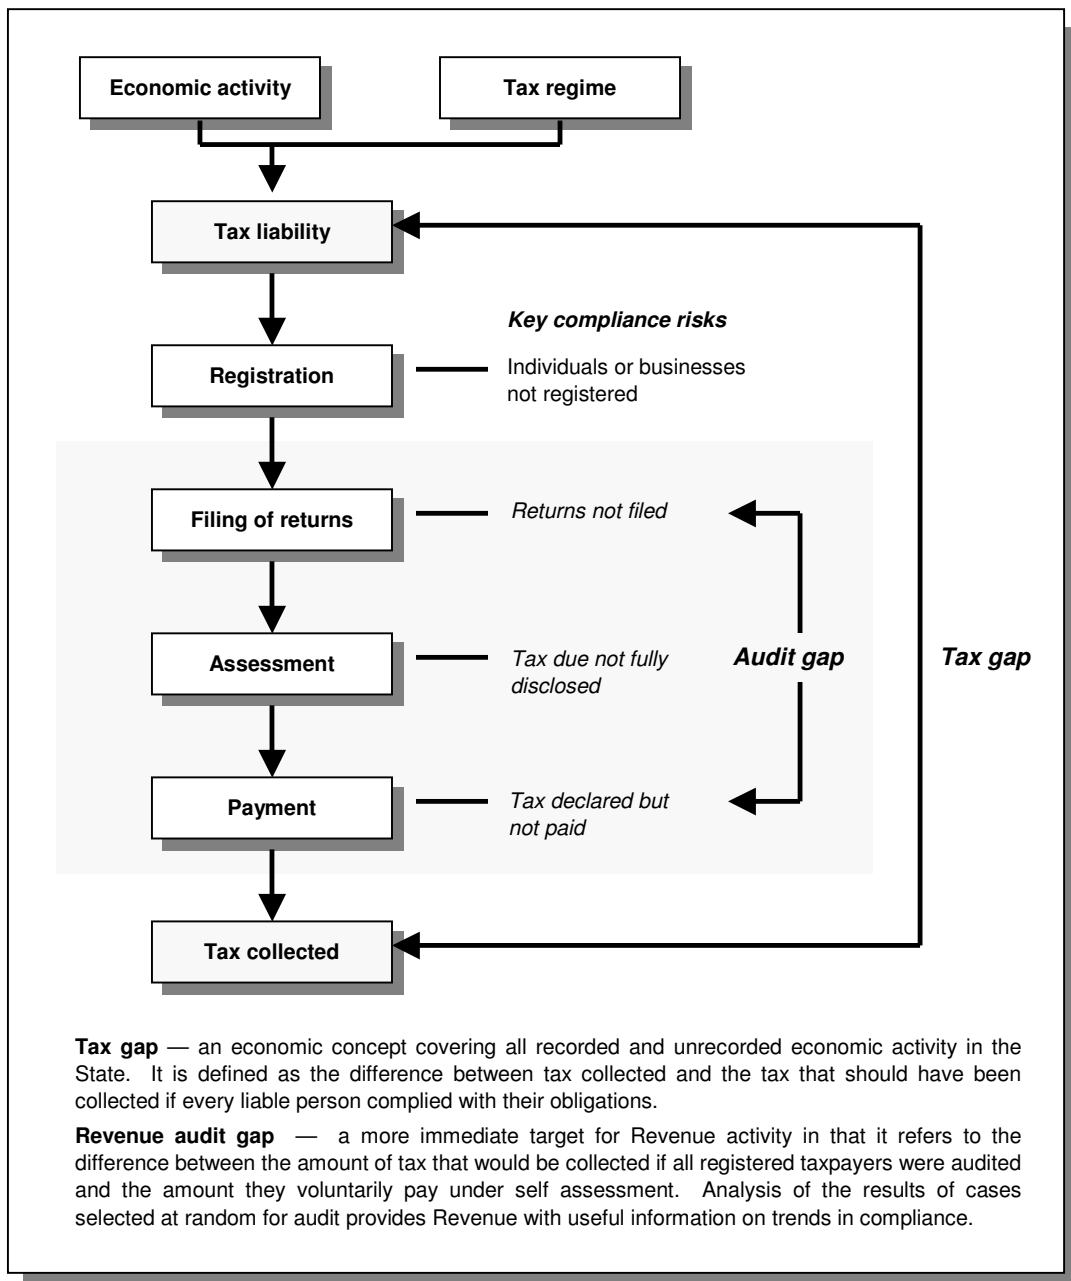 Economic activity
Tax regime
Tax liability
Key compliance risks
Registration
Individuals or businesses
not registered
Filing of returns
Returns not filed
Assessment
Tax due not fully
disclosed
Audit gap
Tax gap
Payment
Tax declared but
not paid
Tax collected
Tax gap — an economic concept covering all recorded and unrecorded economic activity in the
State. It is defined as the difference between tax collected and the tax that should have been
collected if every liable person complied with their obligations.
Revenue audit gap — a more immediate target for Revenue activity in that it refers to the
difference between the amount of tax that would be collected if all registered taxpayers were audited
and the amount they voluntarily pay under self assessment. Analysis of the results of cases
selected at random for audit provides Revenue with useful information on trends in compliance.